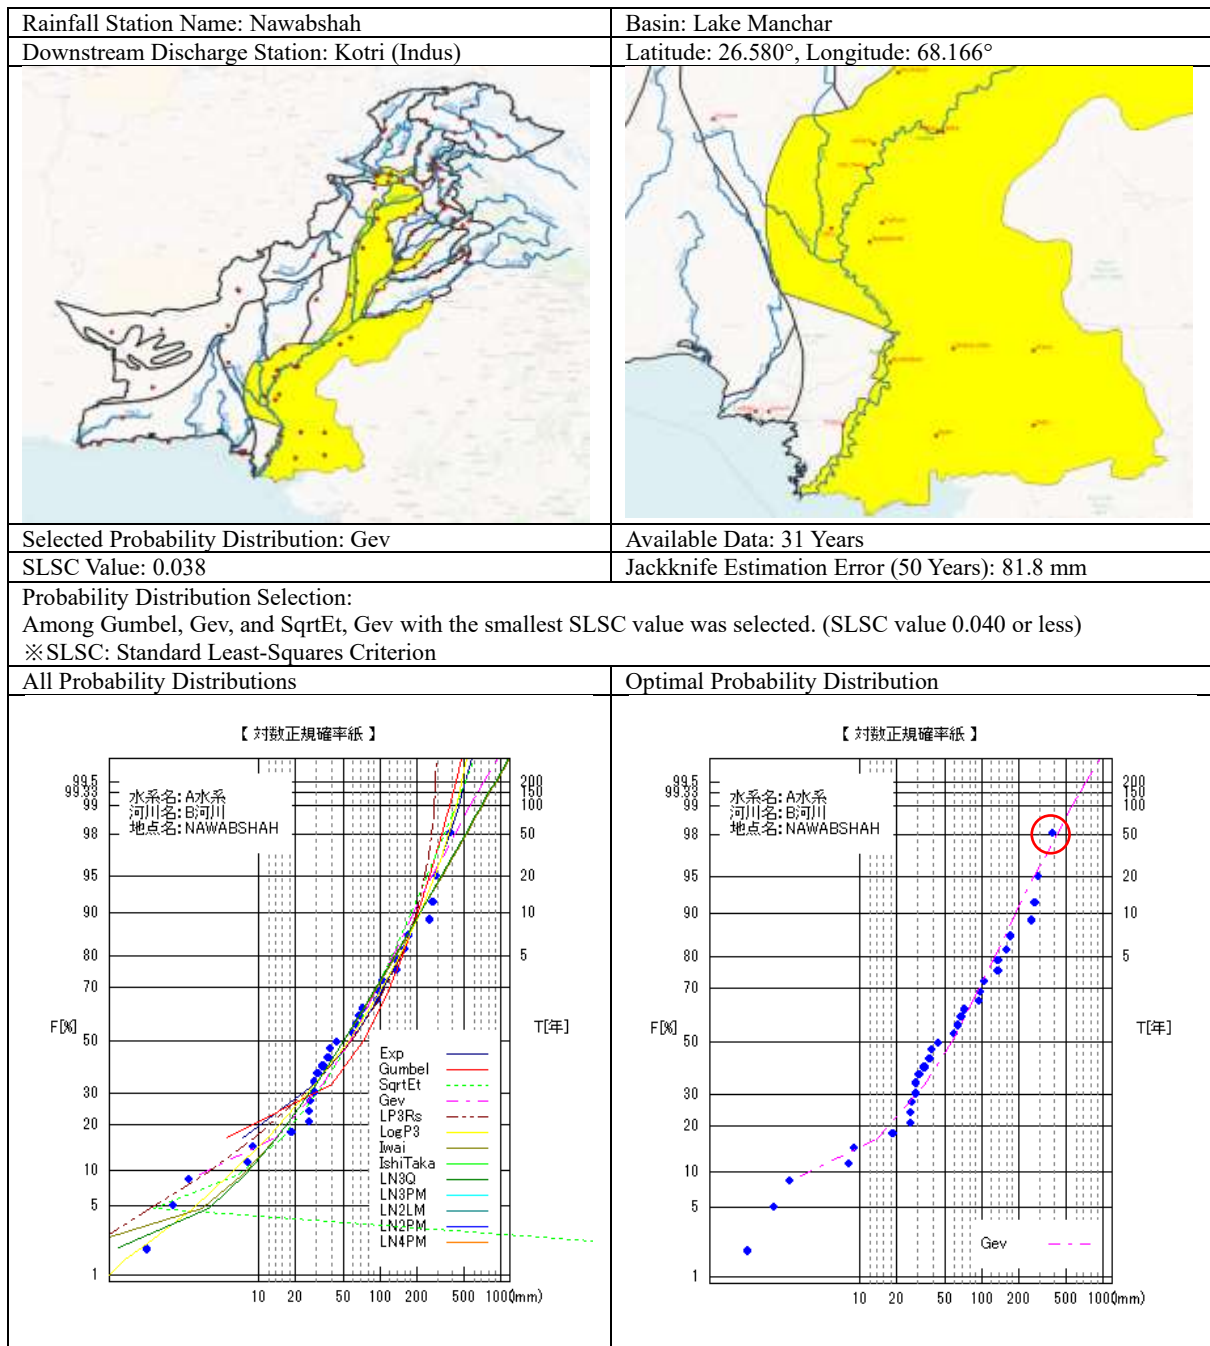 Rainfall Station Name: Nawabshah
Basin: Lake Manchar
Downstream Discharge Station: Kotri (Indus)
Latitude: 26.580°, Longitude: 68.166°
Selected Probability Distribution: Gev
Available Data: 31 Years
SLSC Value: 0.038
Jackknife Estimation Error (50 Years): 81.8 mm
Probability Distribution Selection:
Among Gumbel, Gev, and SqrtEt, Gev with the smallest SLSC value was selected. (SLSC value 0.040 or less)
※SLSC: Standard Least-Squares Criterion
All Probability Distributions
Optimal Probability Distribution
【 対数正規確率紙 】
水系名: A水系
河川名: B河川
地点名: NAWABSHAH
99.5
99.33
99
98
95
90
80
70
50
30
20
10
5
1
F[%]
200
150
100
50
20
10
5
T[年]
Exp
Gumbel
SqrtEt
Gev
LP3Rs
LogP3
Iwai
IshiTaka
LN3Q
LN3PM
LN2LM
LN2PM
LN4PM
10 20 50 100 200 500 1000(mm)
【 対数正規確率紙 】
水系名: A水系
河川名: B河川
地点名: NAWABSHAH
99.5
99.33
99
98
95
90
80
70
50
30
20
10
5
1
F[%]
200
150
100
50
20
10
5
T[年]
Gev
10 20 50 100 200 500 1000(mm)